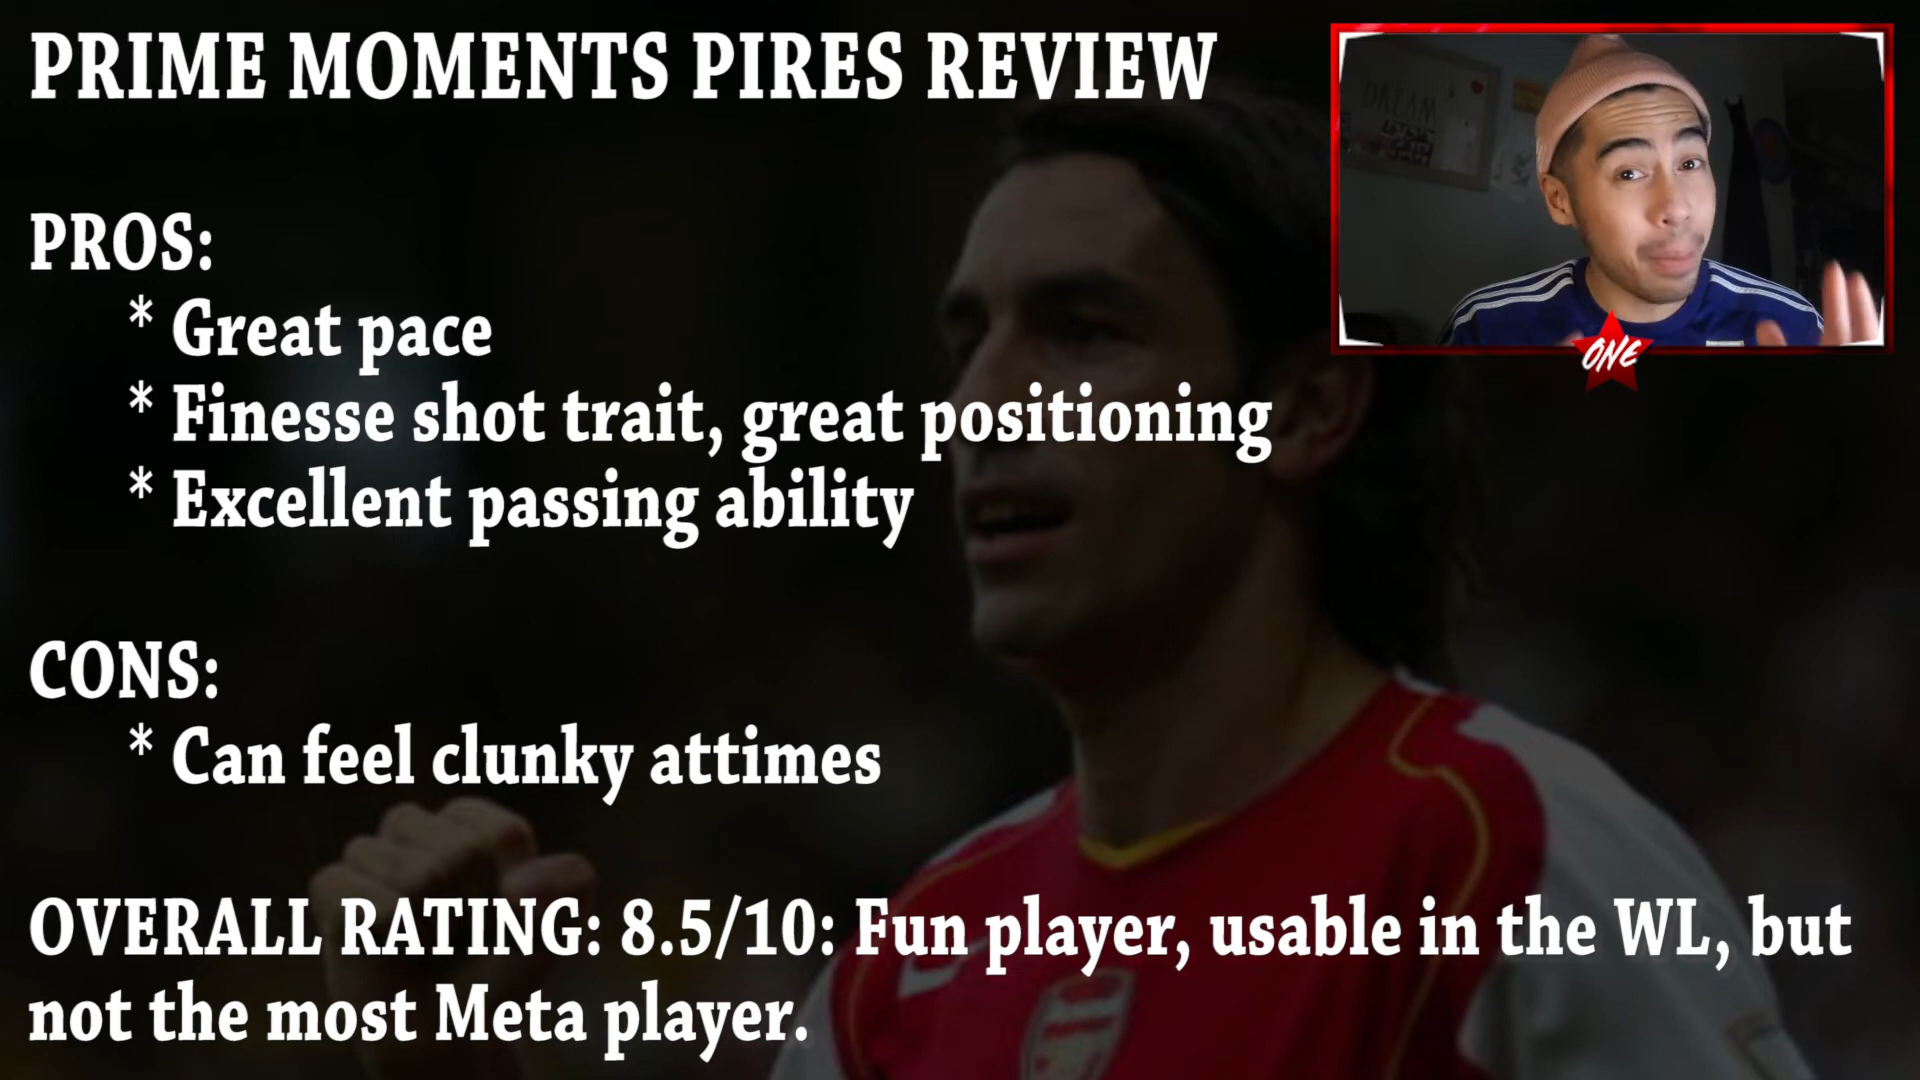 PRIME MOMENTS PIRES REVIEW
PROS:
* Great pace
* Finesse shot trait, great positioning
* Excellent passing ability
CONS:
* Can feel clunky attimes
OVERALL RATING: 8.5/10: Fun player, usable in the WL, but
not the most Meta player.
DREAM
ONE